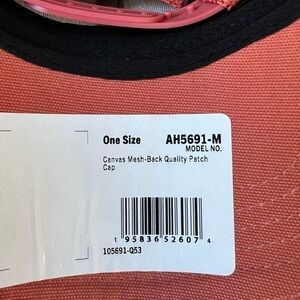 One Size AH5691-M
MODEL NO.
Canvas Mesh-Back Quality Patch
Cap
1 95836 52607 4
105691-Q53